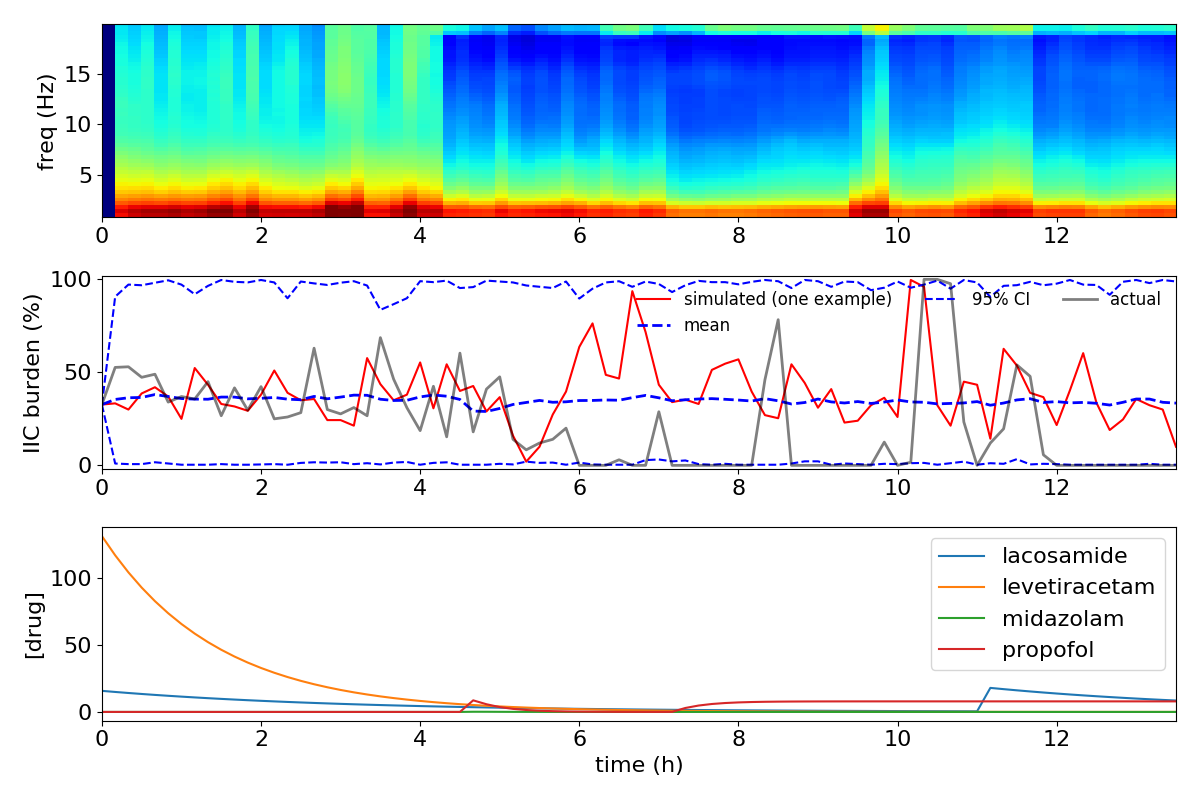 freq (Hz)
15
10
5
0 2 4 6 8 10 12
IIC burden (%)
100
50
0
simulated (one example) 95% CI actual
mean
0 2 4 6 8 10 12
[drug]
100
50
0
lacosamide
levetiracetam
midazolam
propofol
0 2 4 6 8 10 12
time (h)